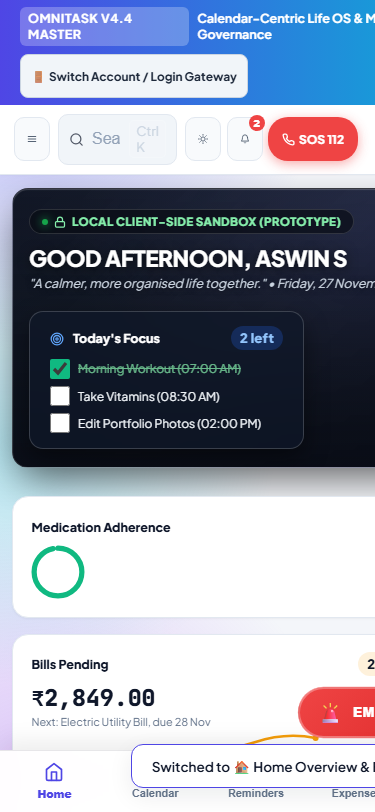 OMNITASK V4.4
MASTER
Calendar-Centric Life OS & M
Governance
Switch Account / Login Gateway
Sea
Ctrl
K
2
SOS 112
LOCAL CLIENT-SIDE SANDBOX (PROTOTYPE)
GOOD AFTERNOON, ASWIN S
"A calmer, more organised life together." • Friday, 27 Novem
Today's Focus
2 left
Morning Workout (07:00 AM)
Take Vitamins (08:30 AM)
Edit Portfolio Photos (02:00 PM)
Medication Adherence
Bills Pending
2
₹2,849.00
Next: Electric Utility Bill, due 28 Nov
EM
Switched to 🏠 Home Overview &
Home
Calendar
Reminders
Expense